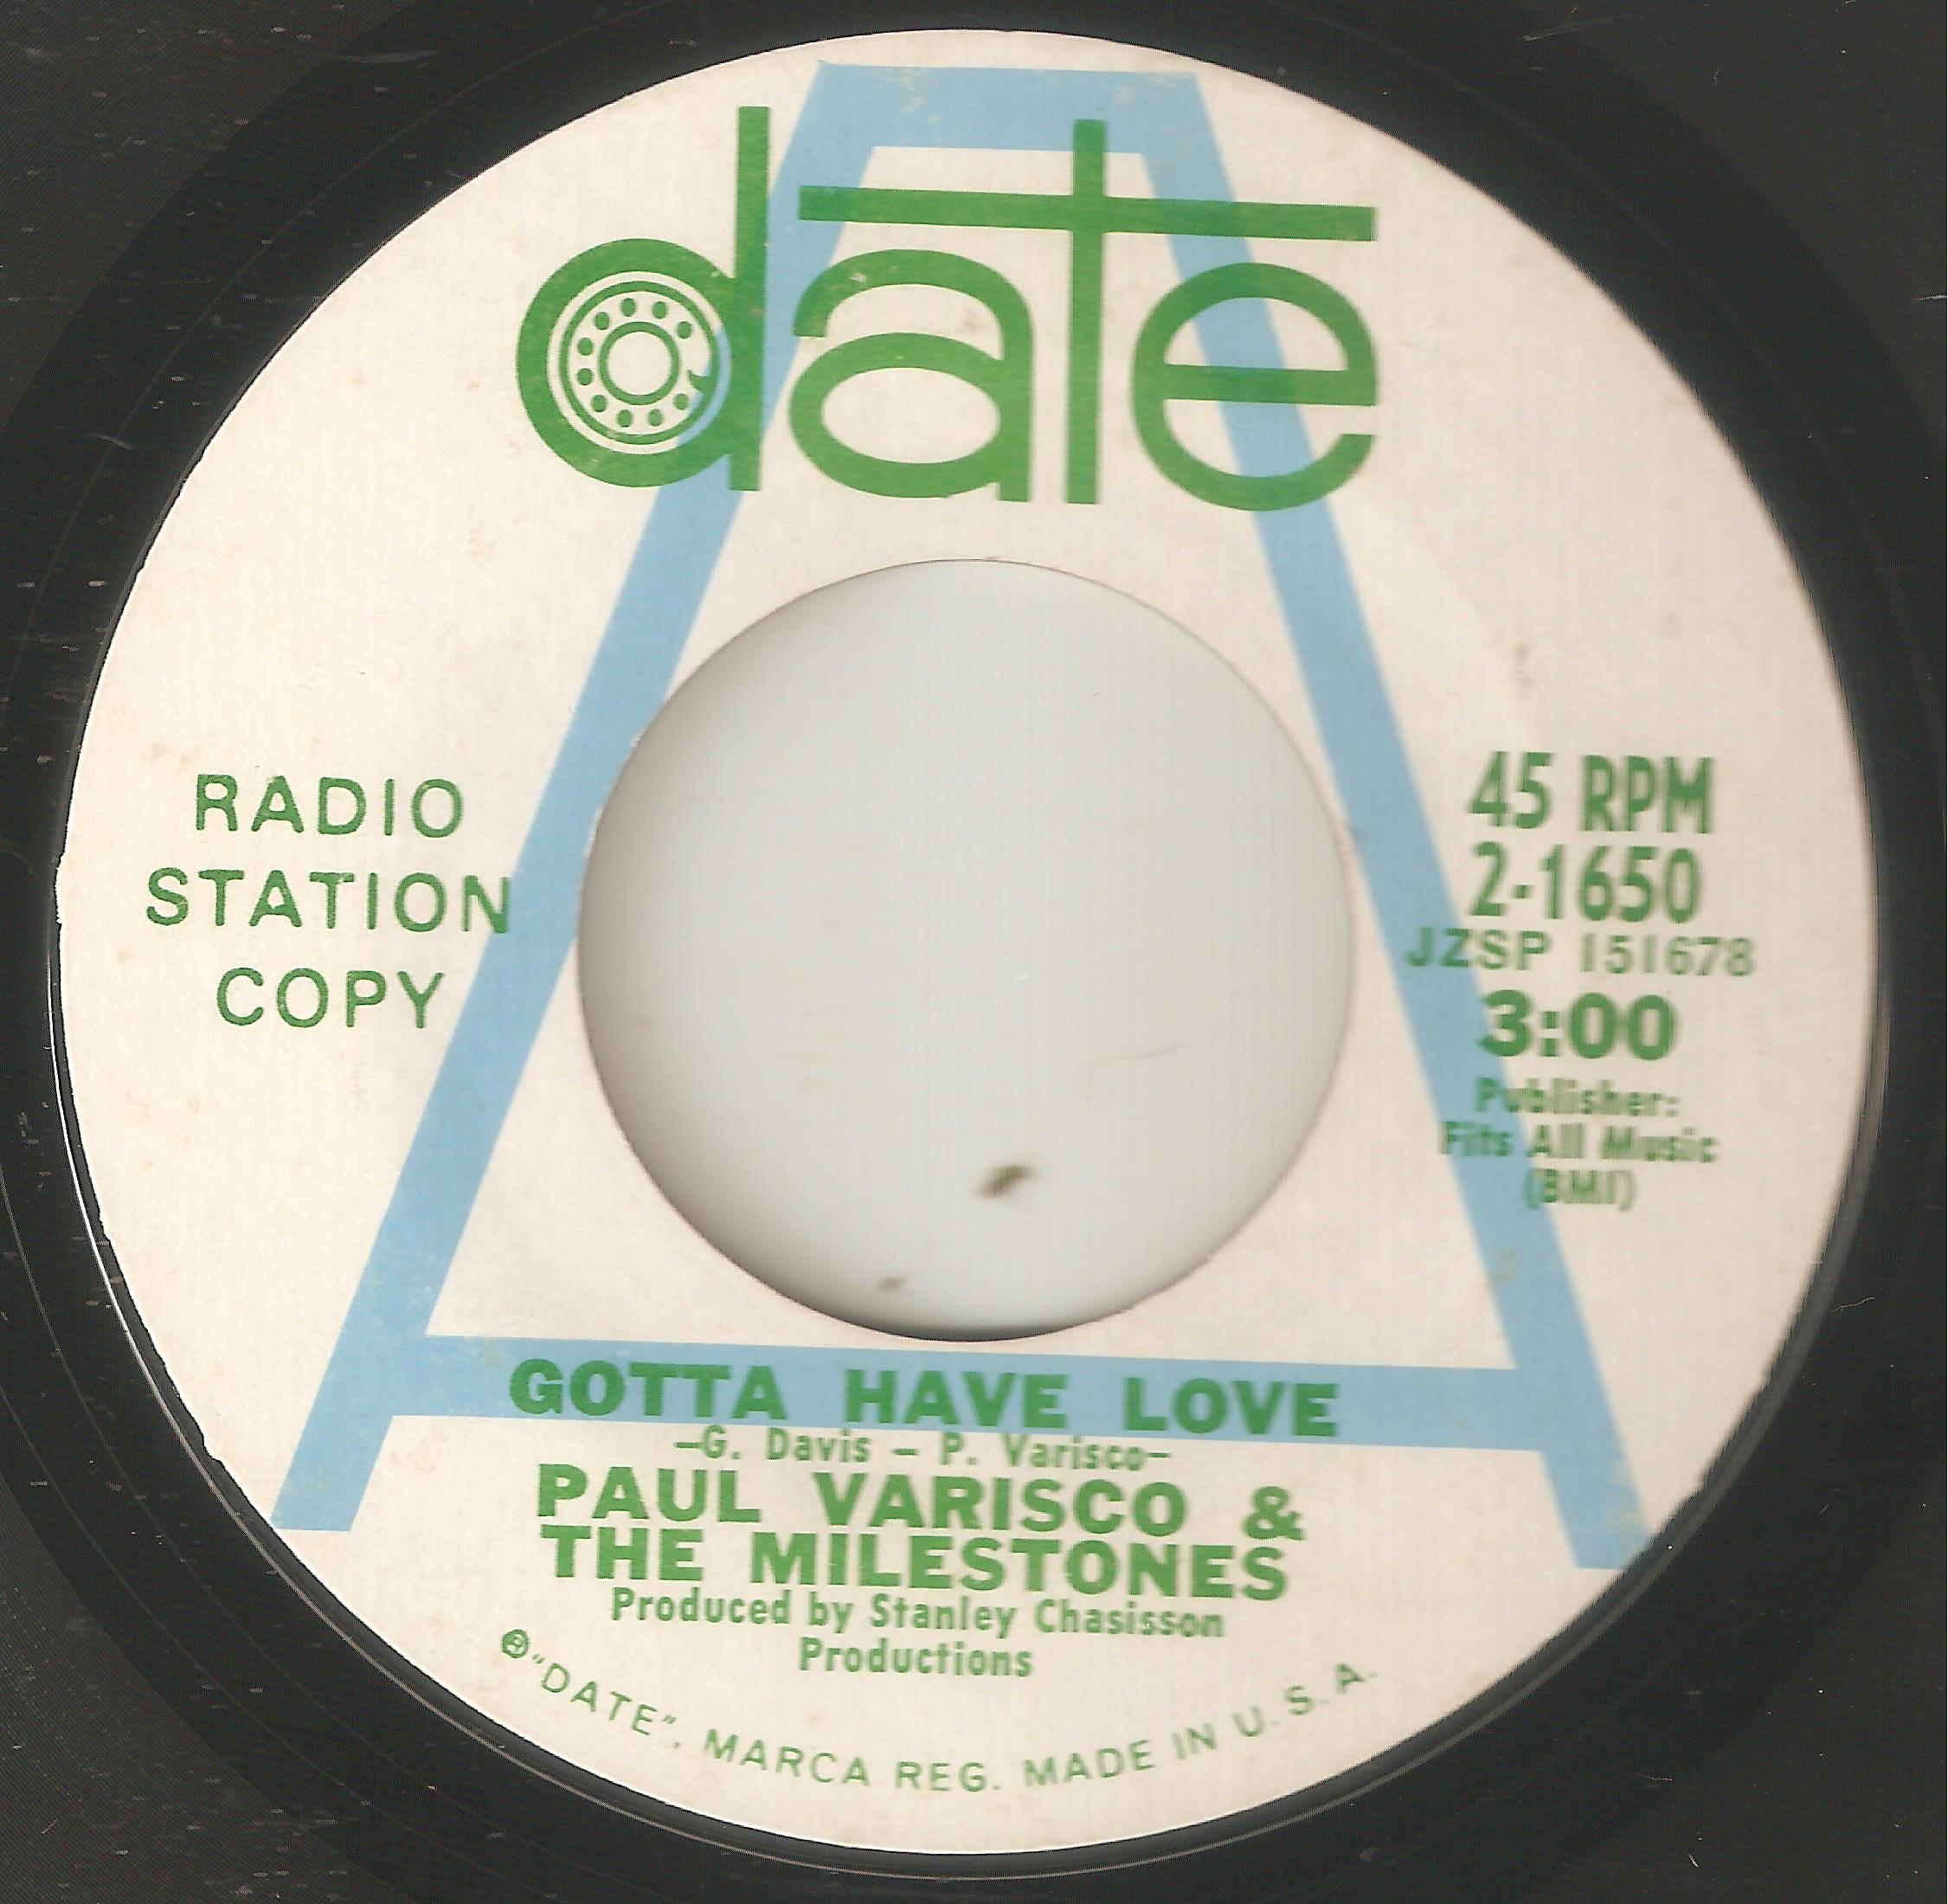 date
RADIO
STATION
COPY
45 RPM
2-1650
JZSP 151678
3:00
Publisher:
Fits All Music
(BMI)
GOTTA HAVE LOVE
—G. Davis — P. Varisco—
PAUL VARISCO &
THE MILESTONES
Produced by Stanley Chasisson
Productions
"DATE", MARCA REG. MADE IN U.S.A.